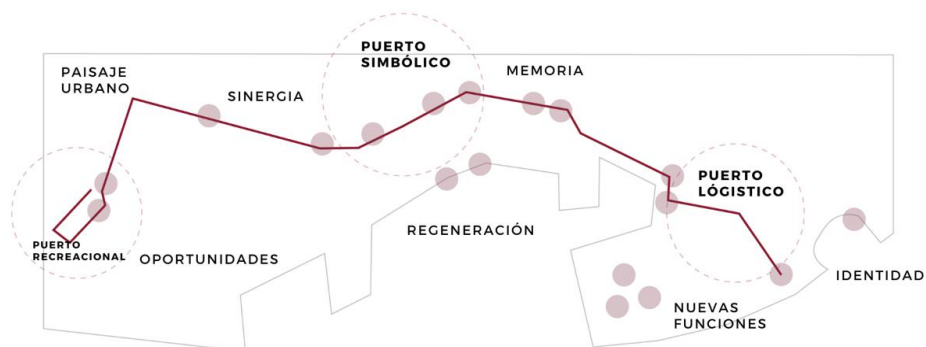 PUERTO
SIMBÓLICO
PAISAJE
URBANO
SINERGIA
MEMORIA
PUERTO
LÓGISTICO
PUERTO
RECREACIONAL
OPORTUNIDADES
REGENERACIÓN
IDENTIDAD
NUEVAS
FUNCIONES